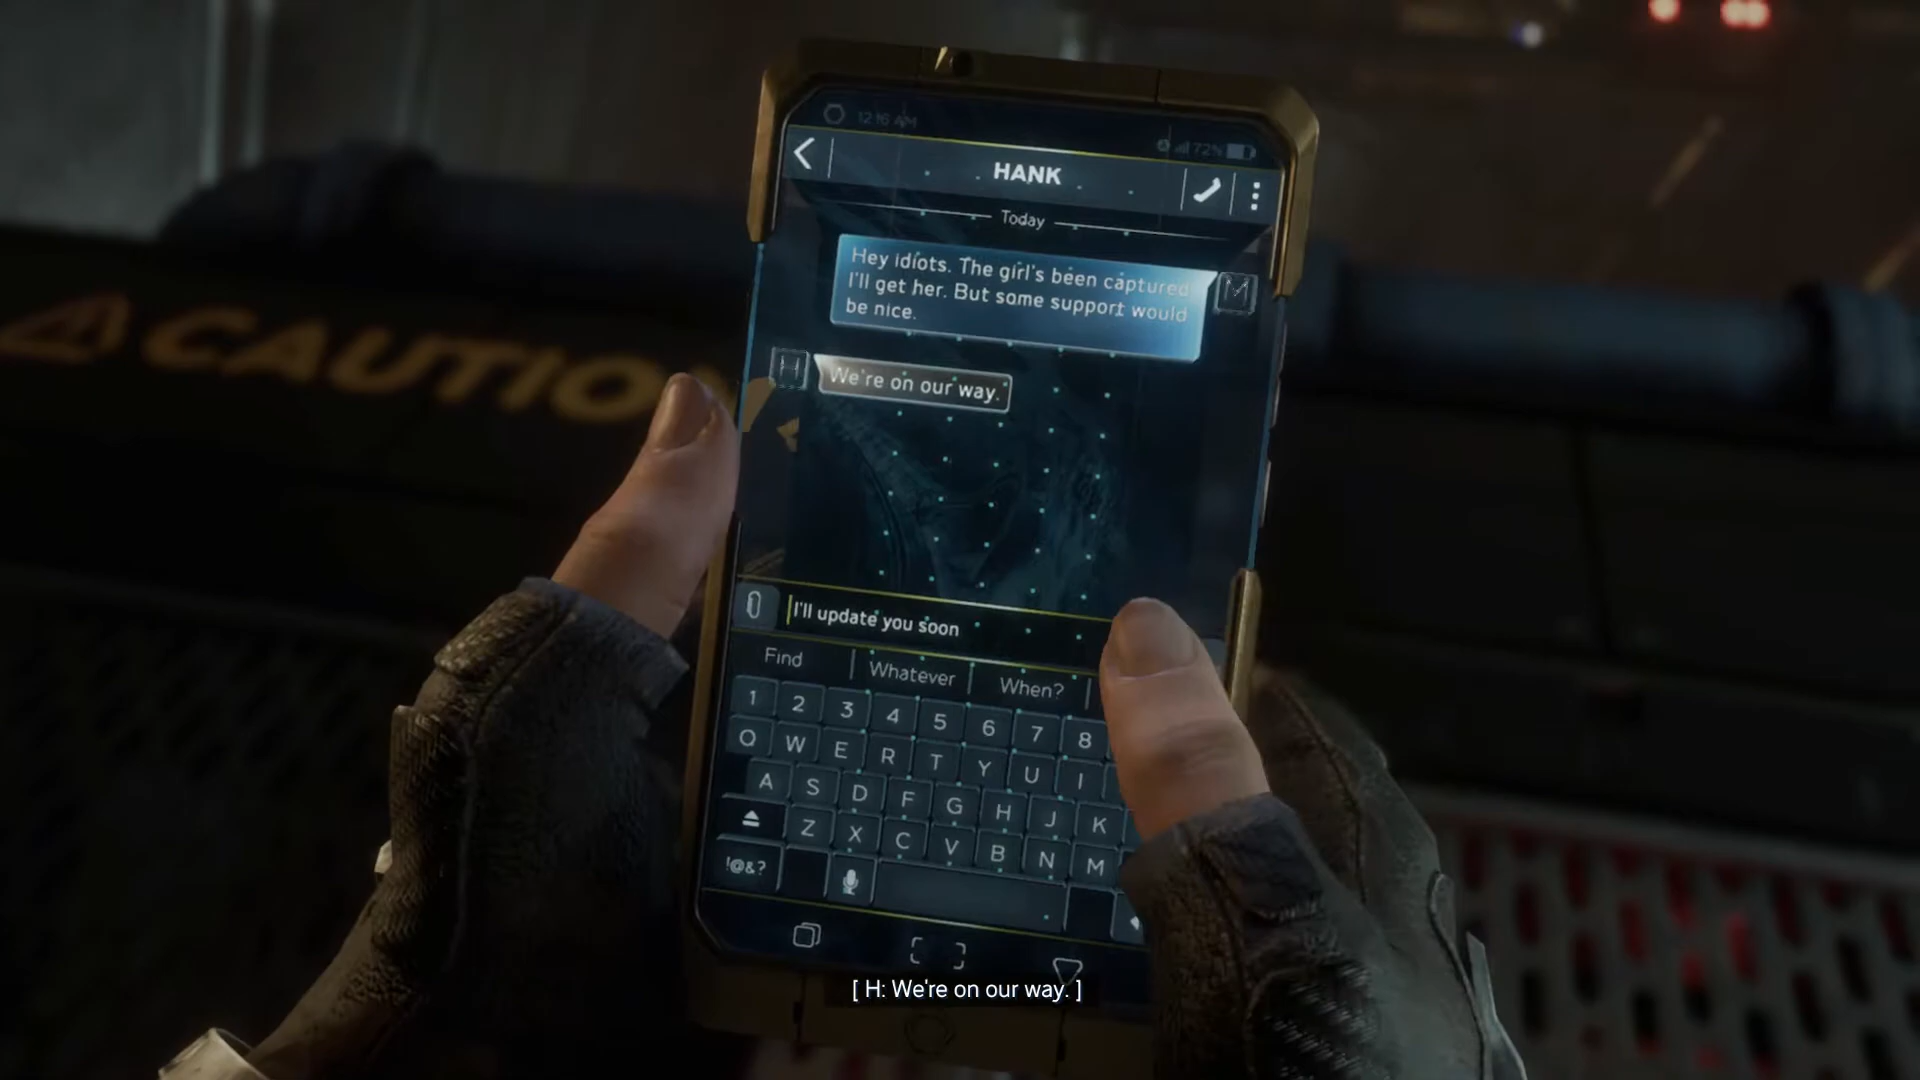 12:16 AM
72%
HANK
Today
Hey idiots. The girl's been captured
I'll get her. But some support would
be nice.
M
H
We're on our way.
CAUTION
I'll update you soon
Find Whatever When?
1 2 3 4 5 6 7 8
Q W E R T Y U I
A S D F G H J K
Z X C V B N M
!@&?
[ H: We're on our way. ]